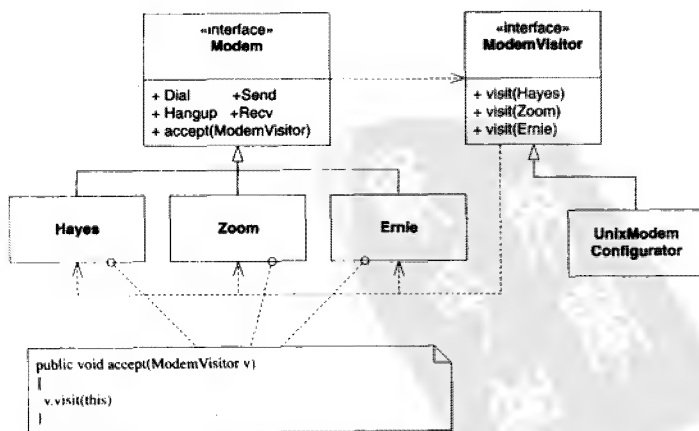 «interface»
Modem
+ Dial +Send
+ Hangup +Recv
+ accept(ModemVisitor)
«interface»
ModemVisitor
+ visit(Hayes)
+ visit(Zoom)
+ visit(Ernie)
Hayes
Zoom
Ernie
UnixModem
Configurator
public void accept(ModemVisitor v)
{
v.visit(this)
}